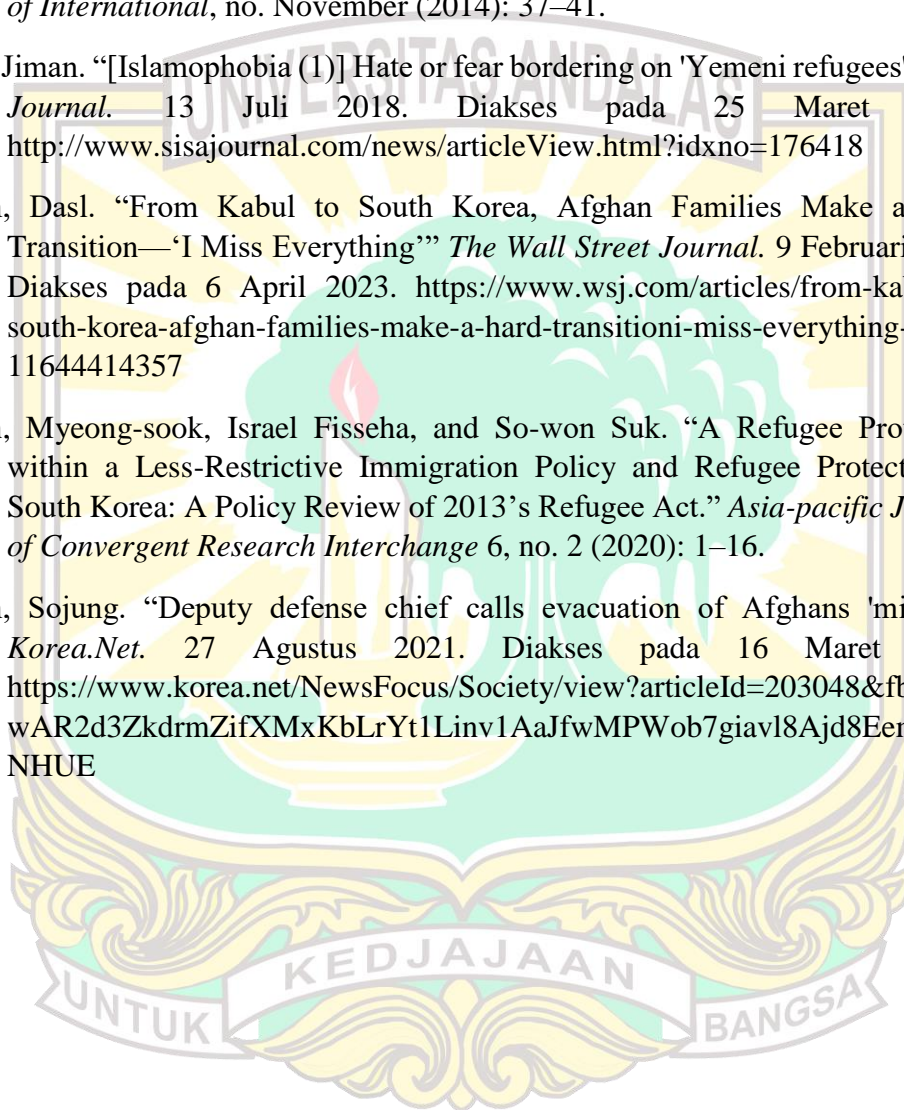 of International, no. November (2014): 37–41.
UNIVERSITAS ANDALAS
Jiman. “[Islamophobia (1)] Hate or fear bordering on 'Yemeni refugees'
Journal. 13 Juli 2018. Diakses pada 25 Maret
http://www.sisajournal.com/news/articleView.html?idxno=176418
, Dasl. “From Kabul to South Korea, Afghan Families Make a
Transition—‘I Miss Everything’” The Wall Street Journal. 9 Februari
Diakses pada 6 April 2023. https://www.wsj.com/articles/from-ka
south-korea-afghan-families-make-a-hard-transitioni-miss-everything-
11644414357
, Myeong-sook, Israel Fisseha, and So-won Suk. “A Refugee Pro
within a Less-Restrictive Immigration Policy and Refugee Protect
South Korea: A Policy Review of 2013’s Refugee Act.” Asia-pacific J
of Convergent Research Interchange 6, no. 2 (2020): 1–16.
, Sojung. “Deputy defense chief calls evacuation of Afghans 'mi
Korea.Net. 27 Agustus 2021. Diakses pada 16 Maret
https://www.korea.net/NewsFocus/Society/view?articleId=203048&fb
wAR2d3ZkdrmZifXMxKbLrYt1Linv1AaJfwMPWob7giavl8Ajd8Een
NHUE
UNTUK KEDJAJAAN BANGSA